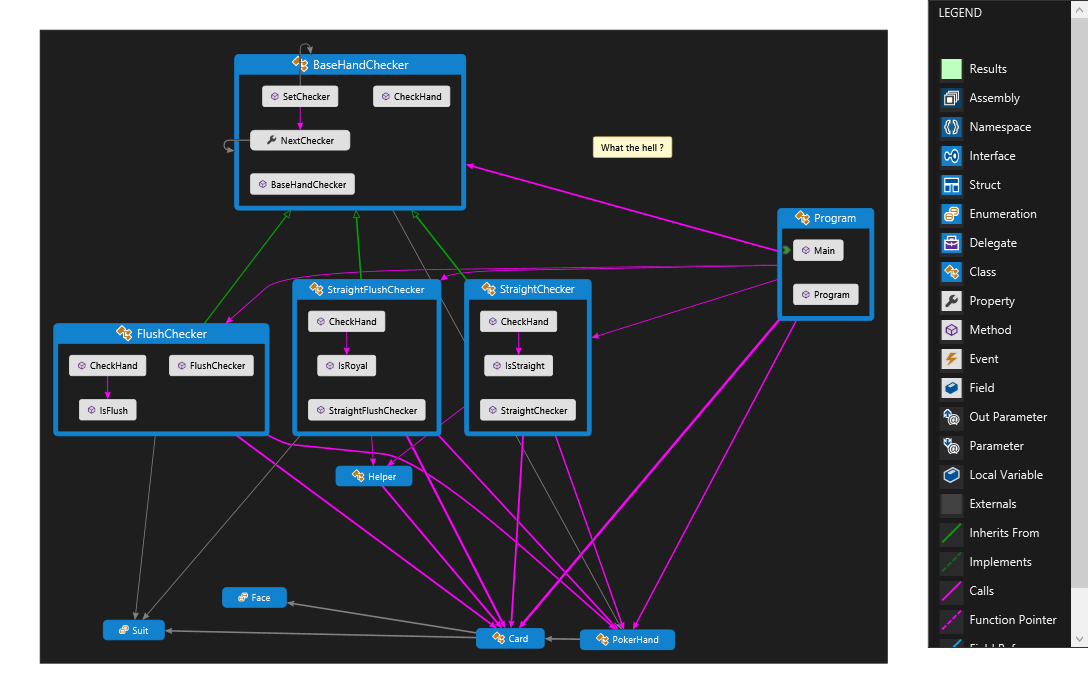 LEGEND
Results
Assembly
Namespace
Interface
Struct
Enumeration
Delegate
Class
Property
Method
Event
Field
Out Parameter
Parameter
Local Variable
Externals
Inherits From
Implements
Calls
Function Pointer
BaseHandChecker
SetChecker
CheckHand
NextChecker
BaseHandChecker
What the hell ?
Program
Main
Program
StraightFlushChecker
CheckHand
IsRoyal
StraightFlushChecker
StraightChecker
CheckHand
IsStraight
StraightChecker
FlushChecker
CheckHand
FlushChecker
IsFlush
Helper
Face
Suit
Card
PokerHand